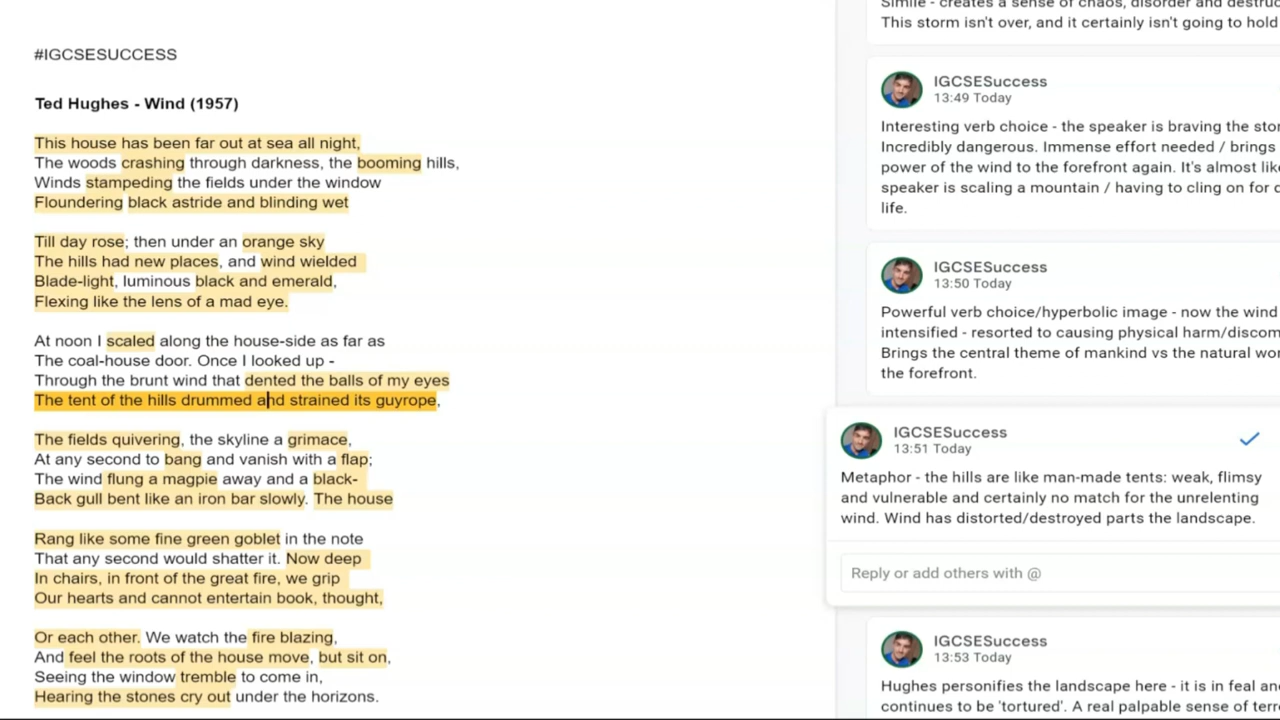 #IGCSESUCCESS
Ted Hughes - Wind (1957)
This house has been far out at sea all night,
The woods crashing through darkness, the booming hills,
Winds stampeding the fields under the window
Floundering black astride and blinding wet
Till day rose; then under an orange sky
The hills had new places, and wind wielded
Blade-light, luminous black and emerald,
Flexing like the lens of a mad eye.
At noon I scaled along the house-side as far as
The coal-house door. Once I looked up -
Through the brunt wind that dented the balls of my eyes
The tent of the hills drummed and strained its guyrope,
The fields quivering, the skyline a grimace,
At any second to bang and vanish with a flap;
The wind flung a magpie away and a black-
Back gull bent like an iron bar slowly. The house
Rang like some fine green goblet in the note
That any second would shatter it. Now deep
In chairs, in front of the great fire, we grip
Our hearts and cannot entertain book, thought,
Or each other. We watch the fire blazing,
And feel the roots of the house move, but sit on,
Seeing the window tremble to come in,
Hearing the stones cry out under the horizons.
Simile - creates a sense of chaos, disorder and
This storm isn't over, and it certainly isn't going to hold
IGCSESuccess
13:49 Today
Interesting verb choice - the speaker is braving the
Incredibly dangerous. Immense effort needed / brings
power of the wind to the forefront again. It's almost
speaker is scaling a mountain / having to cling on for
life.
IGCSESuccess
13:50 Today
Powerful verb choice/hyperbolic image - now the wind
intensified - resorted to causing physical
Brings the central theme of mankind vs the natural
the forefront.
IGCSESuccess
13:51 Today
Metaphor - the hills are like man-made tents: weak, flimsy
and vulnerable and certainly no match for the unrelenting
wind. Wind has distorted/destroyed parts the landscape.
Reply or add others with @
IGCSESuccess
13:53 Today
Hughes personifies the landscape here - it is in feal
continues to be 'tortured'. A real palpable sense of